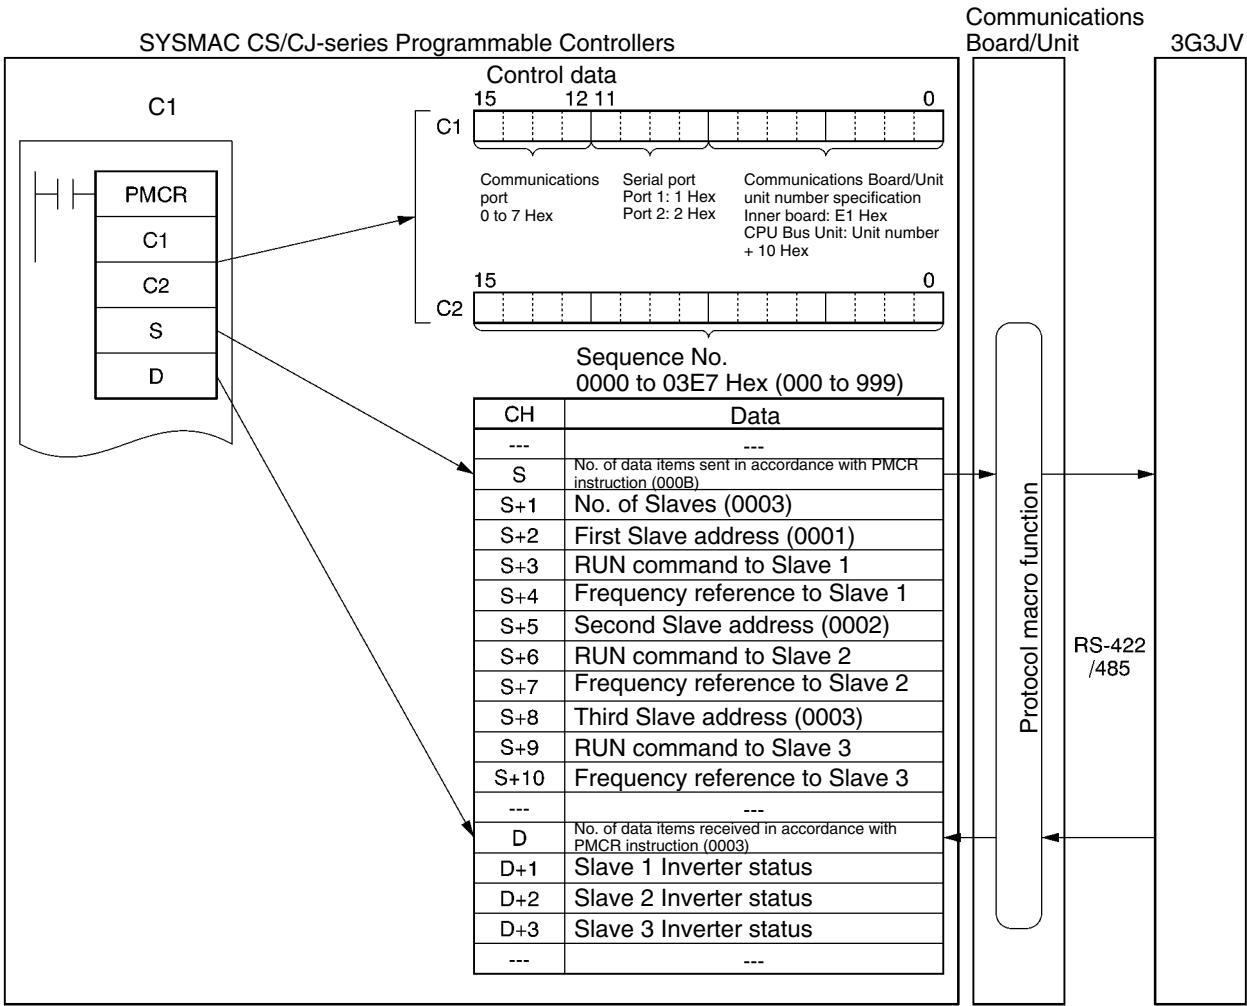 Communications
Board/Unit
SYSMAC CS/CJ-series Programmable Controllers
3G3JV
C1
PMCR
C1
C2
S
D
Control data
15 12 11 0
C1
Communications
port
0 to 7 Hex
Serial port
Port 1: 1 Hex
Port 2: 2 Hex
Communications Board/Unit
unit number specification
Inner board: E1 Hex
CPU Bus Unit: Unit number
+ 10 Hex
15 0
C2
Sequence No.
0000 to 03E7 Hex (000 to 999)
CH Data
--- ---
S No. of data items sent in accordance with PMCR
instruction (000B)
S+1 No. of Slaves (0003)
S+2 First Slave address (0001)
S+3 RUN command to Slave 1
S+4 Frequency reference to Slave 1
S+5 Second Slave address (0002)
S+6 RUN command to Slave 2
S+7 Frequency reference to Slave 2
S+8 Third Slave address (0003)
S+9 RUN command to Slave 3
S+10 Frequency reference to Slave 3
--- ---
D No. of data items received in accordance with
PMCR instruction (0003)
D+1 Slave 1 Inverter status
D+2 Slave 2 Inverter status
D+3 Slave 3 Inverter status
--- ---
Protocol macro function
RS-422
/485